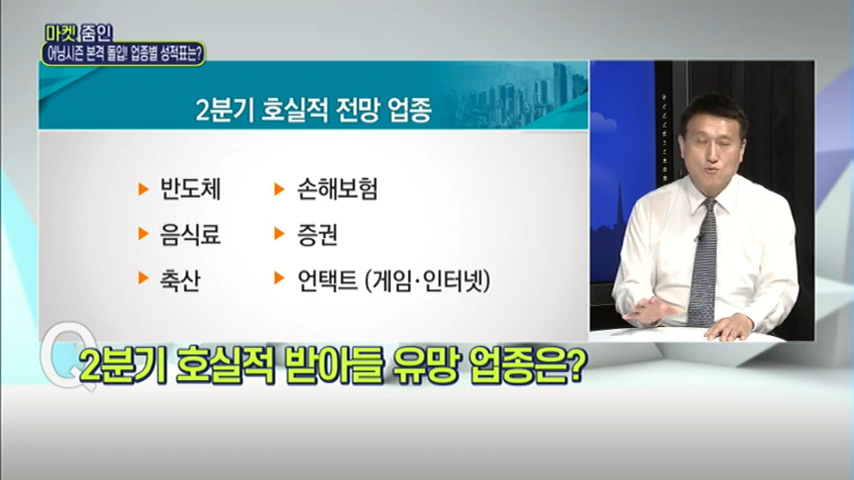 마켓 줌인
어닝시즌 본격 돌입! 업종별 성적표는?
2분기 호실적 전망 업종
▶ 반도체 ▶ 손해보험
▶ 음식료 ▶ 증권
▶ 축산 ▶ 언택트 (게임·인터넷)
Q 2분기 호실적 받아들 유망 업종은?